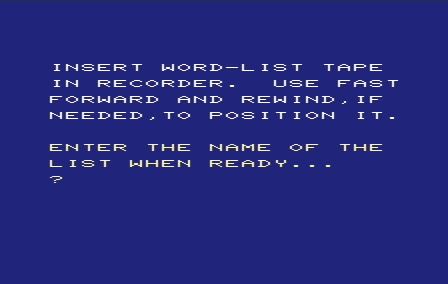 INSERT WORD-LIST TAPE
IN RECORDER.  USE FAST
FORWARD AND REWIND,IF
NEEDED,TO POSITION IT.
ENTER THE NAME OF THE
LIST WHEN READY...
?